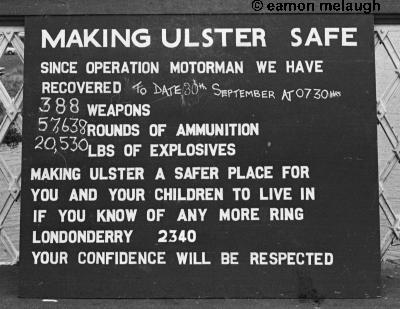 © eamon melaugh
MAKING ULSTER SAFE
SINCE OPERATION MOTORMAN WE HAVE
RECOVERED TO DATE 30th SEPTEMBER AT 0730 HRS
388 WEAPONS
57,638 ROUNDS OF AMMUNITION
20,530 LBS OF EXPLOSIVES
MAKING ULSTER A SAFER PLACE FOR
YOU AND YOUR CHILDREN TO LIVE IN
IF YOU KNOW OF ANY MORE RING
LONDONDERRY 2340
YOUR CONFIDENCE WILL BE RESPECTED